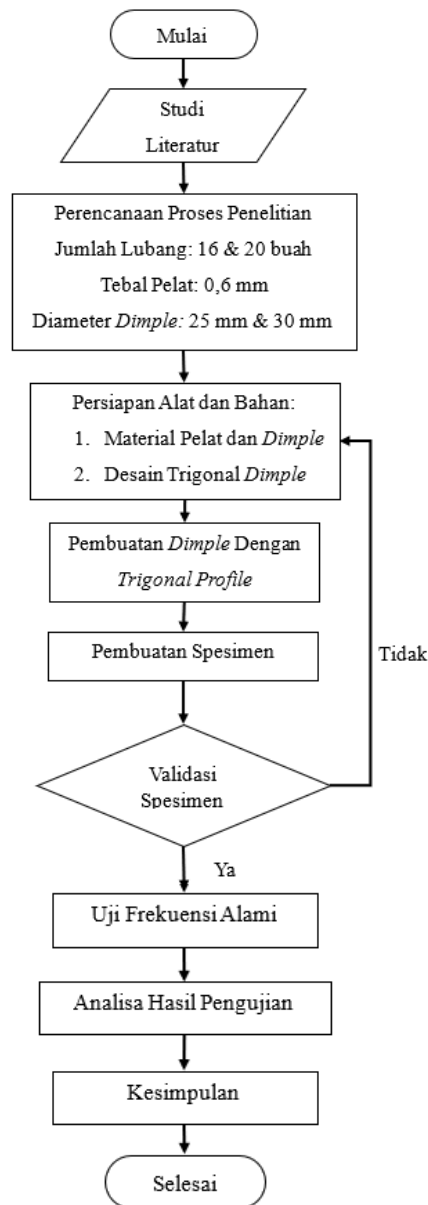 Mulai
Studi
Literatur
Perencanaan Proses Penelitian
Jumlah Lubang: 16 & 20 buah
Tebal Pelat: 0,6 mm
Diameter Dimple: 25 mm & 30 mm
Persiapan Alat dan Bahan:
1. Material Pelat dan Dimple
2. Desain Trigonal Dimple
Pembuatan Dimple Dengan
Trigonal Profile
Pembuatan Spesimen
Tidak
Validasi
Spesimen
Ya
Uji Frekuensi Alami
Analisa Hasil Pengujian
Kesimpulan
Selesai